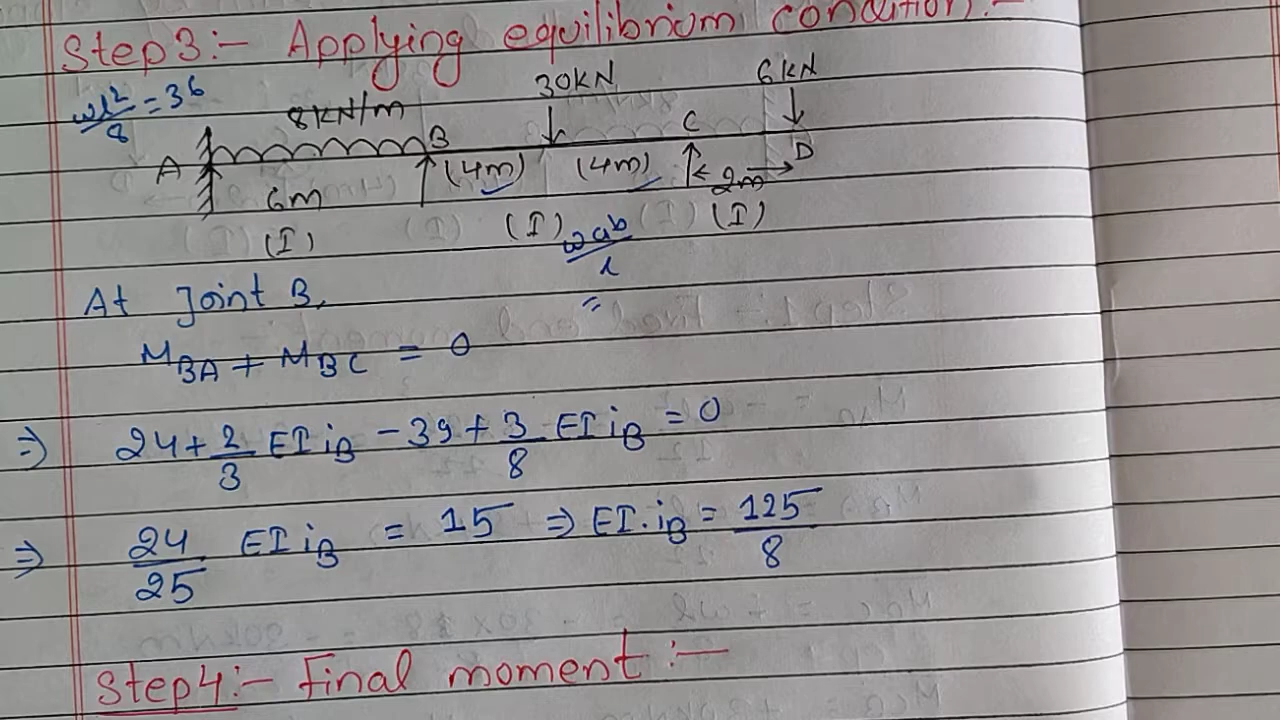 Step3:- Applying equilibrium condition:-
wl²/8 = 36
8KN/m 30KN 6KN
A B C D
6m (4m) (4m) 2m
(I) (I) (I)
wab/l
=
At Joint B,
M_BA + M_BC = 0
⇒ 24 + 2/3 EI i_B - 39 + 3/8 EI i_B = 0
⇒ 24/25 EI i_B = 15 ⇒ EI. i_B = 125/8
Step4:- Final moment:-